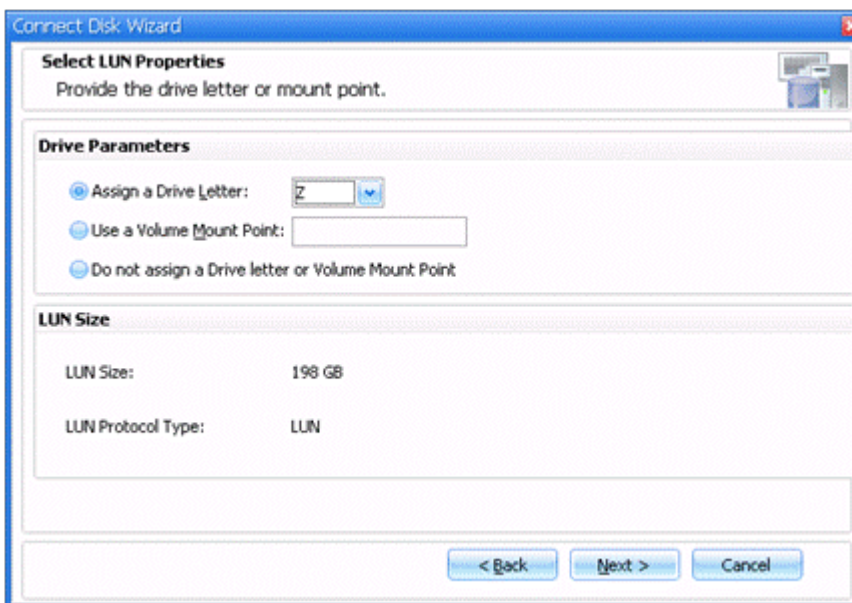 Connect Disk Wizard
Select LUN Properties
Provide the drive letter or mount point.
Drive Parameters
Assign a Drive Letter: Z
Use a Volume Mount Point:
Do not assign a Drive letter or Volume Mount Point
LUN Size
LUN Size: 198 GB
LUN Protocol Type: LUN
< Back Next > Cancel